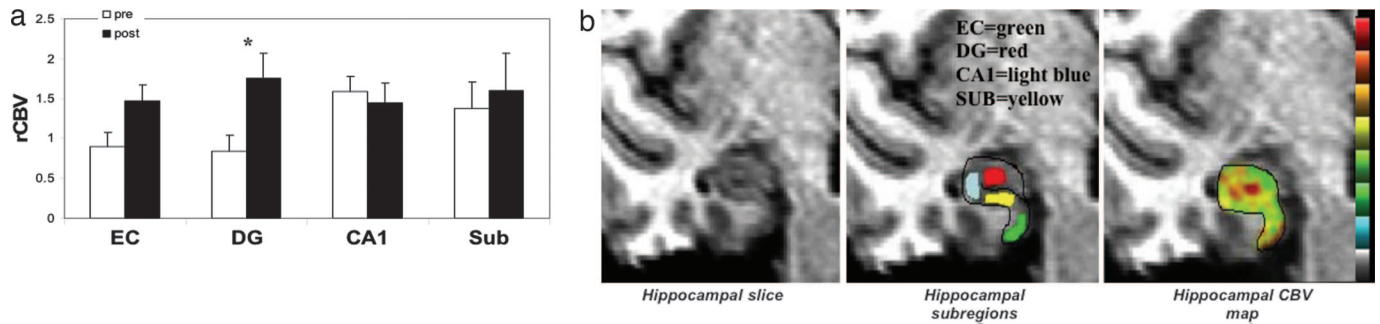 a
pre
post
2.5
2
1.5
1
0.5
0
rCBV
*
EC
DG
CA1
Sub
b
EC=green
DG=red
CA1=light blue
SUB=yellow
Hippocampal slice
Hippocampal
subregions
Hippocampal CBV
map